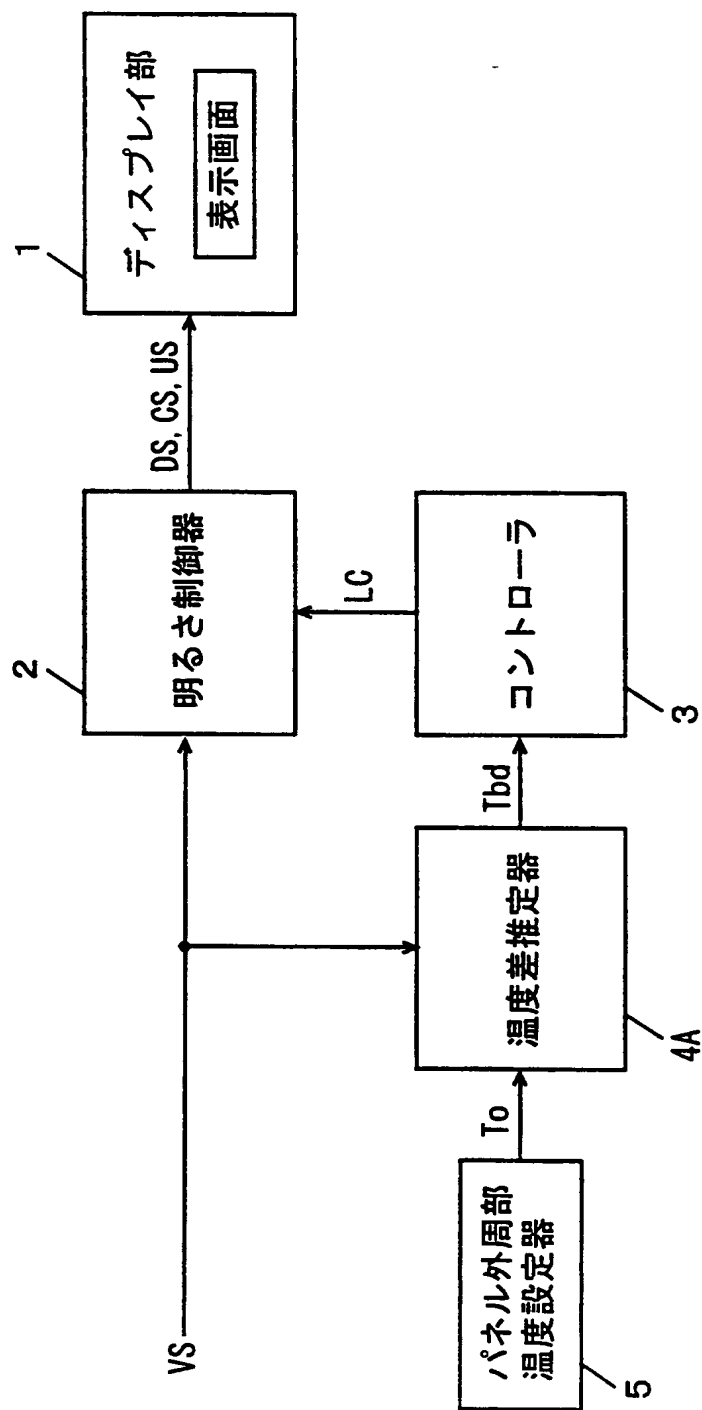 1
ディスプレイ部
表示画面
DS, CS, US
2
明るさ制御器
LC
コントローラ
3
Tbd
温度差推定器
4A
To
パネル外周部
温度設定器
5
VS